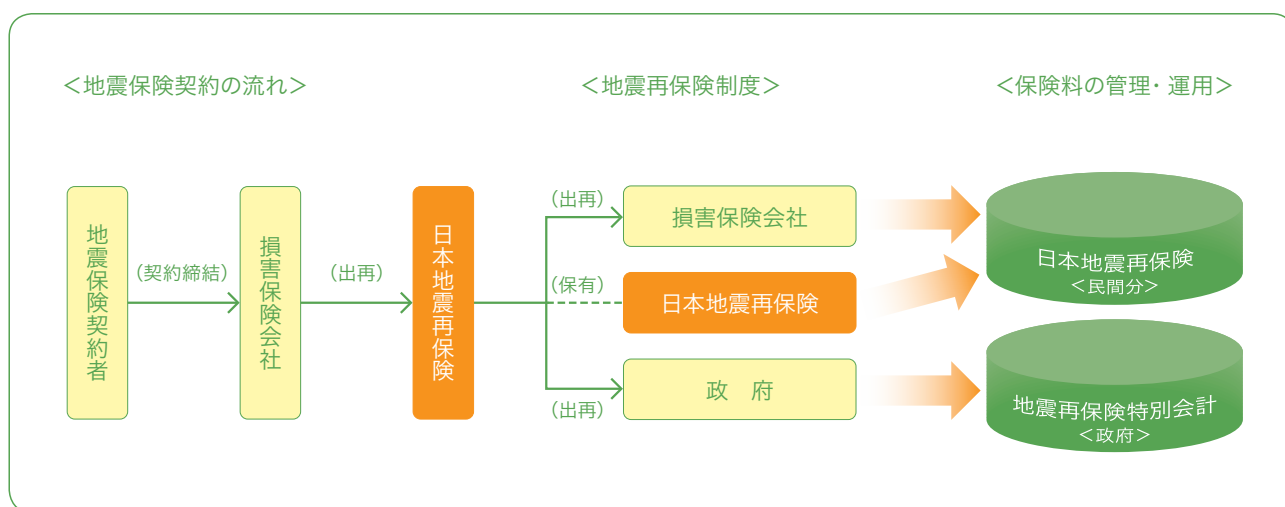 ＜地震保険契約の流れ＞
＜地震再保険制度＞
＜保険料の管理・運用＞
地震保険契約者
（契約締結）
損害保険会社
（出再）
日本地震再保険
（出再）
損害保険会社
（保有）
日本地震再保険
（出再）
政　府
日本地震再保険
＜民間分＞
地震再保険特別会計
＜政府＞